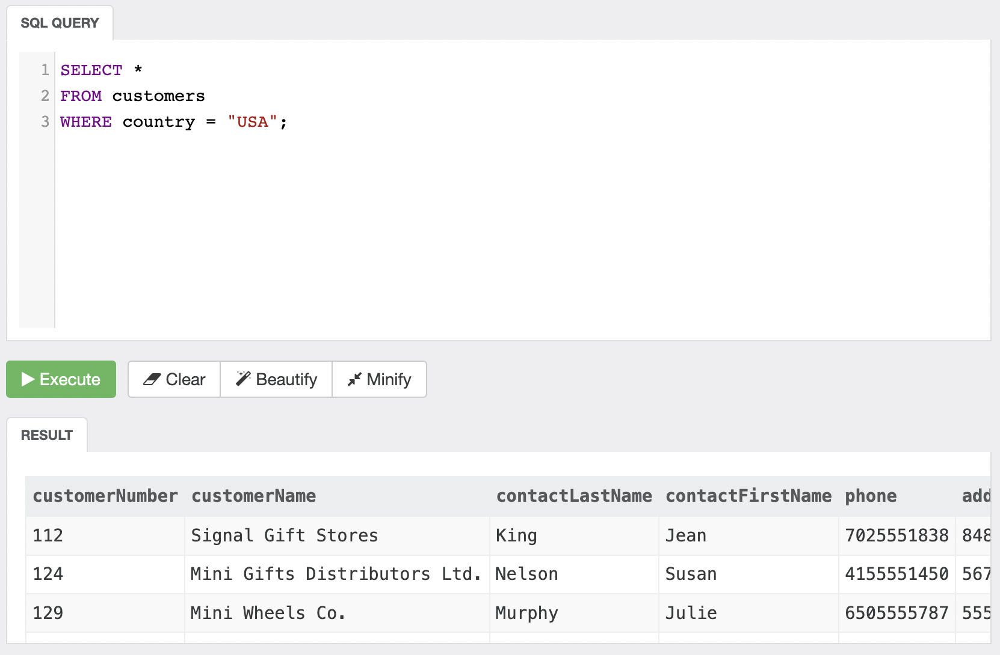 SQL QUERY
1 SELECT *
2 FROM customers
3 WHERE country = "USA";
Execute Clear Beautify Minify
RESULT
customerNumber customerName contactLastName contactFirstName phone add
112 Signal Gift Stores King Jean 7025551838 848
124 Mini Gifts Distributors Ltd. Nelson Susan 4155551450 567
129 Mini Wheels Co. Murphy Julie 6505555787 555